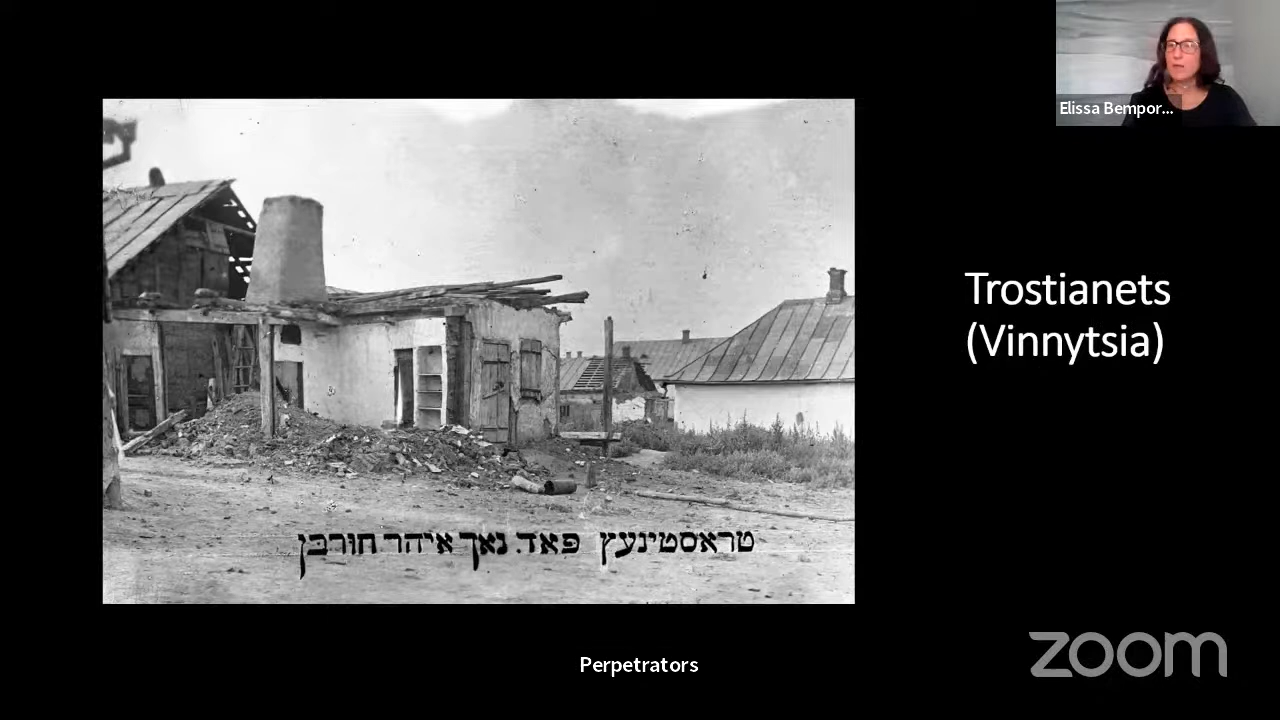 Elissa Bempor...
Trostianets
(Vinnytsia)
טראסטינעץ פאד. נאך איהר חורבן
Perpetrators
zoom